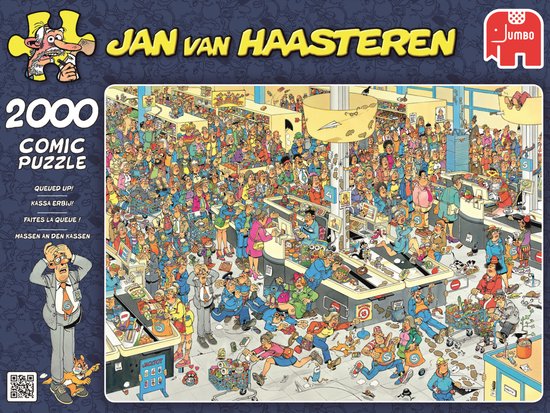 JAN VAN HAASTEREN
Jumbo
2000
COMIC
PUZZLE
QUEUED UP!
KASSA ERBIJ!
FAITES LA QUEUE !
MASSEN AN DEN KASSEN